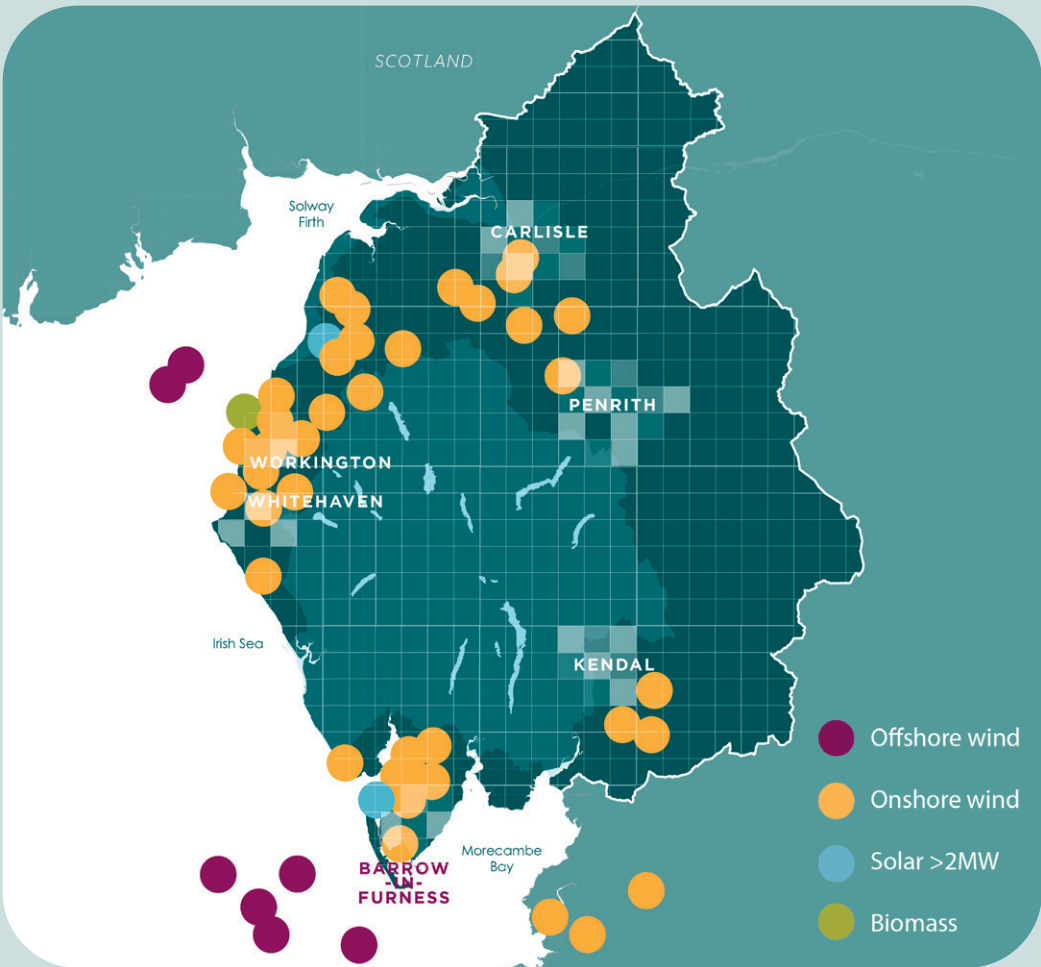 SCOTLAND
Solway
Firth
CARLISLE
PENRITH
WORKINGTON
WHITEHAVEN
Irish Sea
KENDAL
Offshore wind
Onshore wind
Morecambe
Bay
Solar >2MW
BARROW
-IN-
FURNESS
Biomass